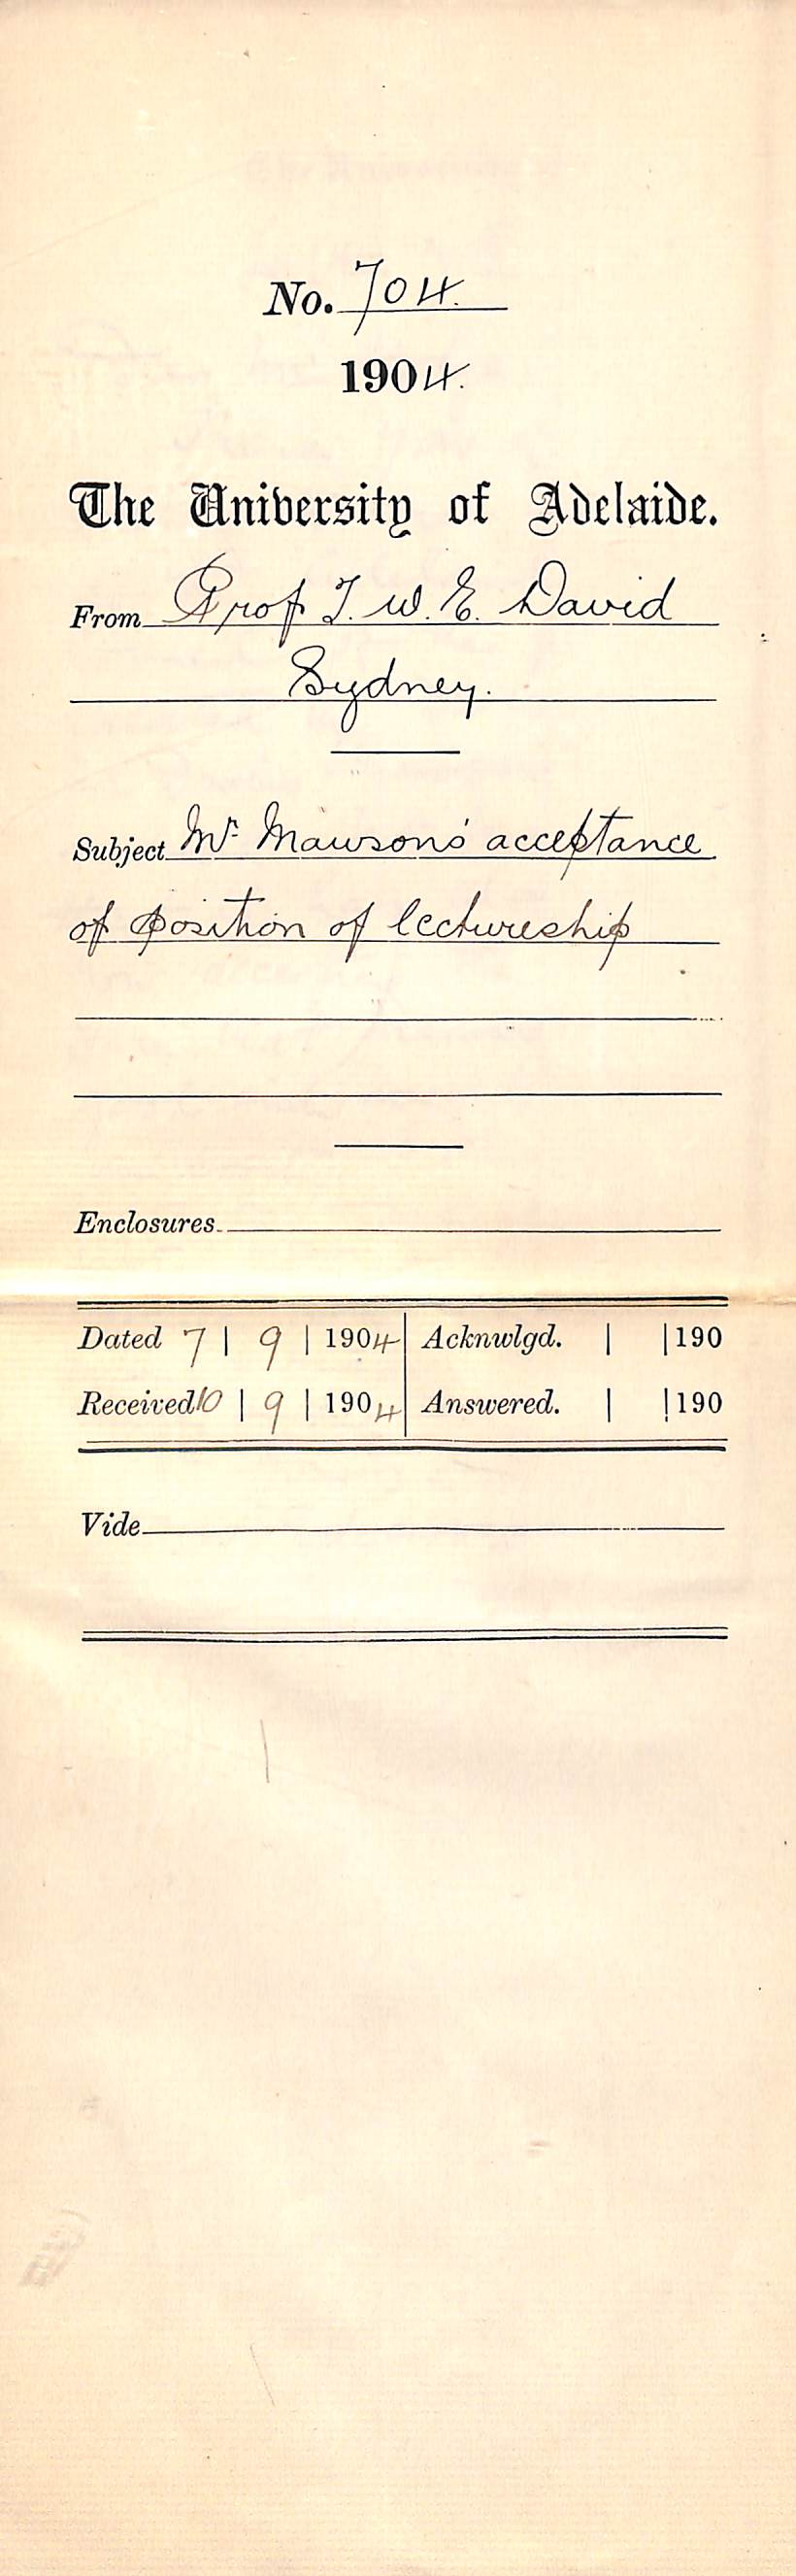 No. 704.
1904.
The University of Adelaide.
From Prof T. W. E. David
Sydney.
Subject Mr Mawson's acceptance
of position of lectureship
Enclosures
Dated 7 | 9 | 1904 Acknwlgd. | |190
Received 10 | 9 | 1904 Answered. | |190
Vide